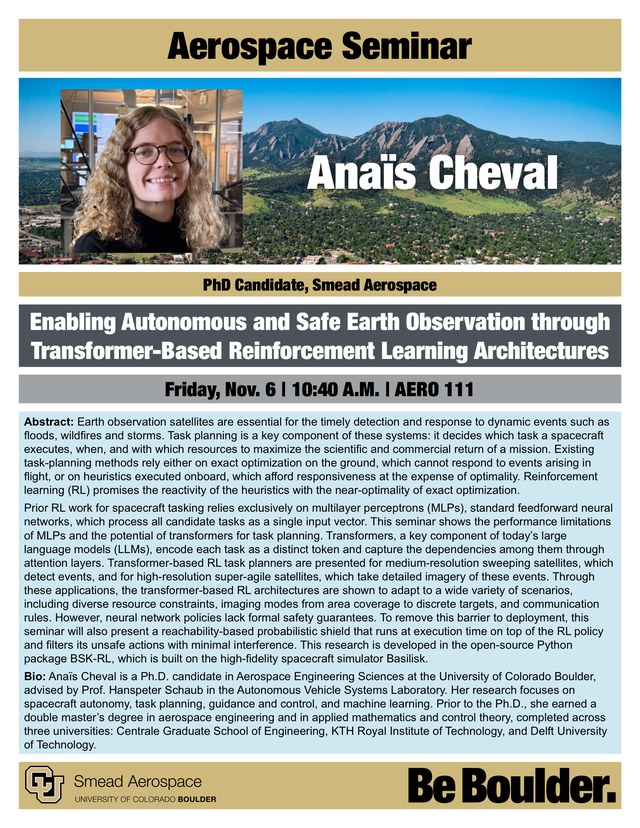 Aerospace Seminar
Anaïs Cheval
PhD Candidate, Smead Aerospace
Enabling Autonomous and Safe Earth Observation through
Transformer-Based Reinforcement Learning Architectures
Friday, Nov. 6 | 10:40 A.M. | AERO 111
Abstract: Earth observation satellites are essential for the timely detection and response to dynamic events such as
floods, wildfires and storms. Task planning is a key component of these systems: it decides which task a spacecraft
executes, when, and with which resources to maximize the scientific and commercial return of a mission. Existing
task-planning methods rely either on exact optimization on the ground, which cannot respond to events arising in
flight, or on heuristics executed onboard, which afford responsiveness at the expense of optimality. Reinforcement
learning (RL) promises the reactivity of the heuristics with the near-optimality of exact optimization.
Prior RL work for spacecraft tasking relies exclusively on multilayer perceptrons (MLPs), standard feedforward neural
networks, which process all candidate tasks as a single input vector. This seminar shows the performance limitations
of MLPs and the potential of transformers for task planning. Transformers, a key component of today's large
language models (LLMs), encode each task as a distinct token and capture the dependencies among them through
attention layers. Transformer-based RL task planners are presented for medium-resolution sweeping satellites, which
detect events, and for high-resolution super-agile satellites, which take detailed imagery of these events. Through
these applications, the transformer-based RL architectures are shown to adapt to a wide variety of scenarios,
including diverse resource constraints, imaging modes from area coverage to discrete targets, and communication
rules. However, neural network policies lack formal safety guarantees. To remove this barrier to deployment, this
seminar will also present a reachability-based probabilistic shield that runs at execution time on top of the RL policy
and filters its unsafe actions with minimal interference. This research is developed in the open-source Python
package BSK-RL, which is built on the high-fidelity spacecraft simulator Basilisk.
Bio: Anaïs Cheval is a Ph.D. candidate in Aerospace Engineering Sciences at the University of Colorado Boulder,
advised by Prof. Hanspeter Schaub in the Autonomous Vehicle Systems Laboratory. Her research focuses on
spacecraft autonomy, task planning, guidance and control, and machine learning. Prior to the Ph.D., she earned a
double master's degree in aerospace engineering and in applied mathematics and control theory, completed across
three universities: Centrale Graduate School of Engineering, KTH Royal Institute of Technology, and Delft University
of Technology.
CU
Smead Aerospace
UNIVERSITY OF COLORADO BOULDER
Be Boulder.